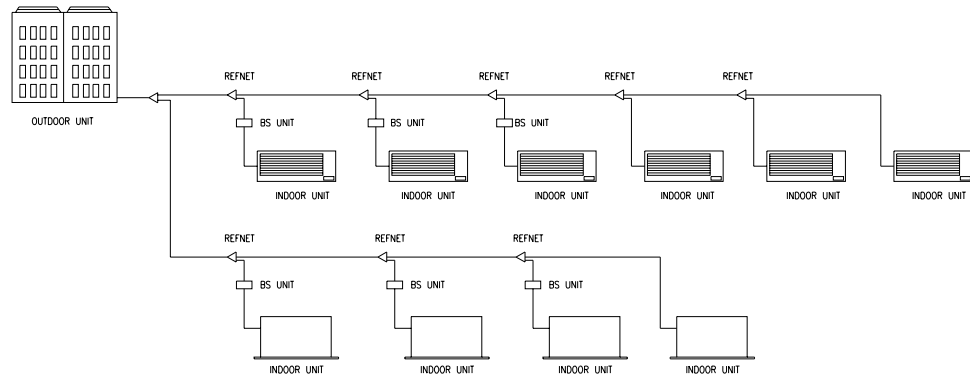 REFNET REFNET REFNET REFNET REFNET
OUTDOOR UNIT
BS UNIT BS UNIT BS UNIT
INDOOR UNIT INDOOR UNIT INDOOR UNIT INDOOR UNIT INDOOR UNIT INDOOR UNIT
REFNET REFNET REFNET
BS UNIT BS UNIT BS UNIT
INDOOR UNIT INDOOR UNIT INDOOR UNIT INDOOR UNIT